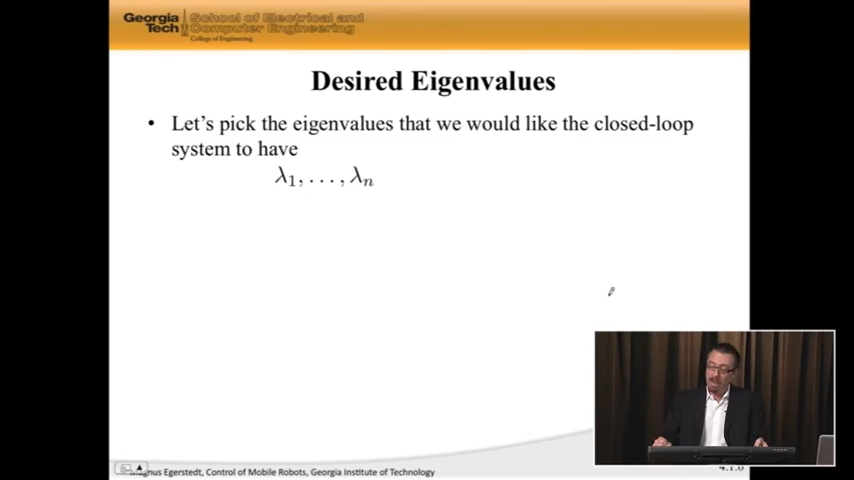 Georgia Tech
School of Electrical and Computer Engineering
College of Engineering
Desired Eigenvalues
• Let's pick the eigenvalues that we would like the closed-loop
system to have
λ₁, . . . , λₙ
Magnus Egerstedt, Control of Mobile Robots, Georgia Institute of Technology